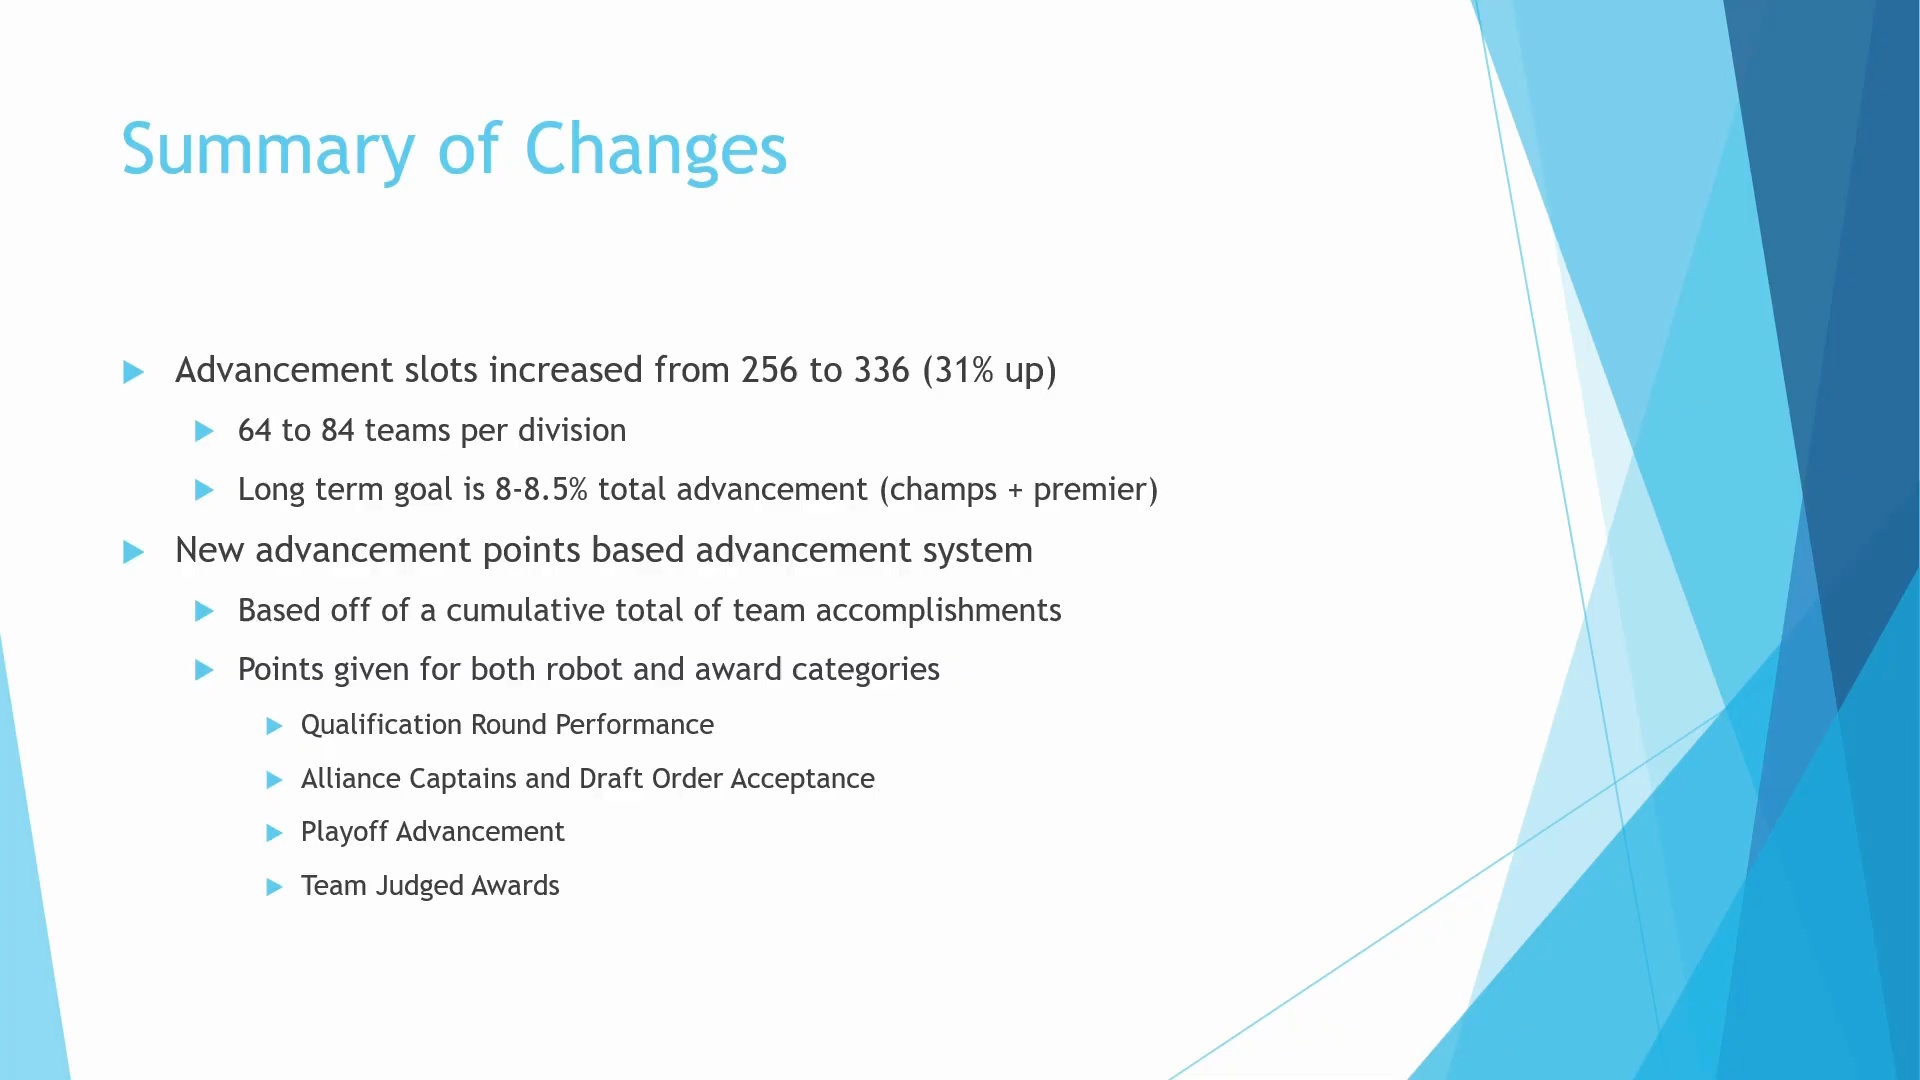 Summary of Changes
Advancement slots increased from 256 to 336 (31% up)
64 to 84 teams per division
Long term goal is 8-8.5% total advancement (champs + premier)
New advancement points based advancement system
Based off of a cumulative total of team accomplishments
Points given for both robot and award categories
Qualification Round Performance
Alliance Captains and Draft Order Acceptance
Playoff Advancement
Team Judged Awards